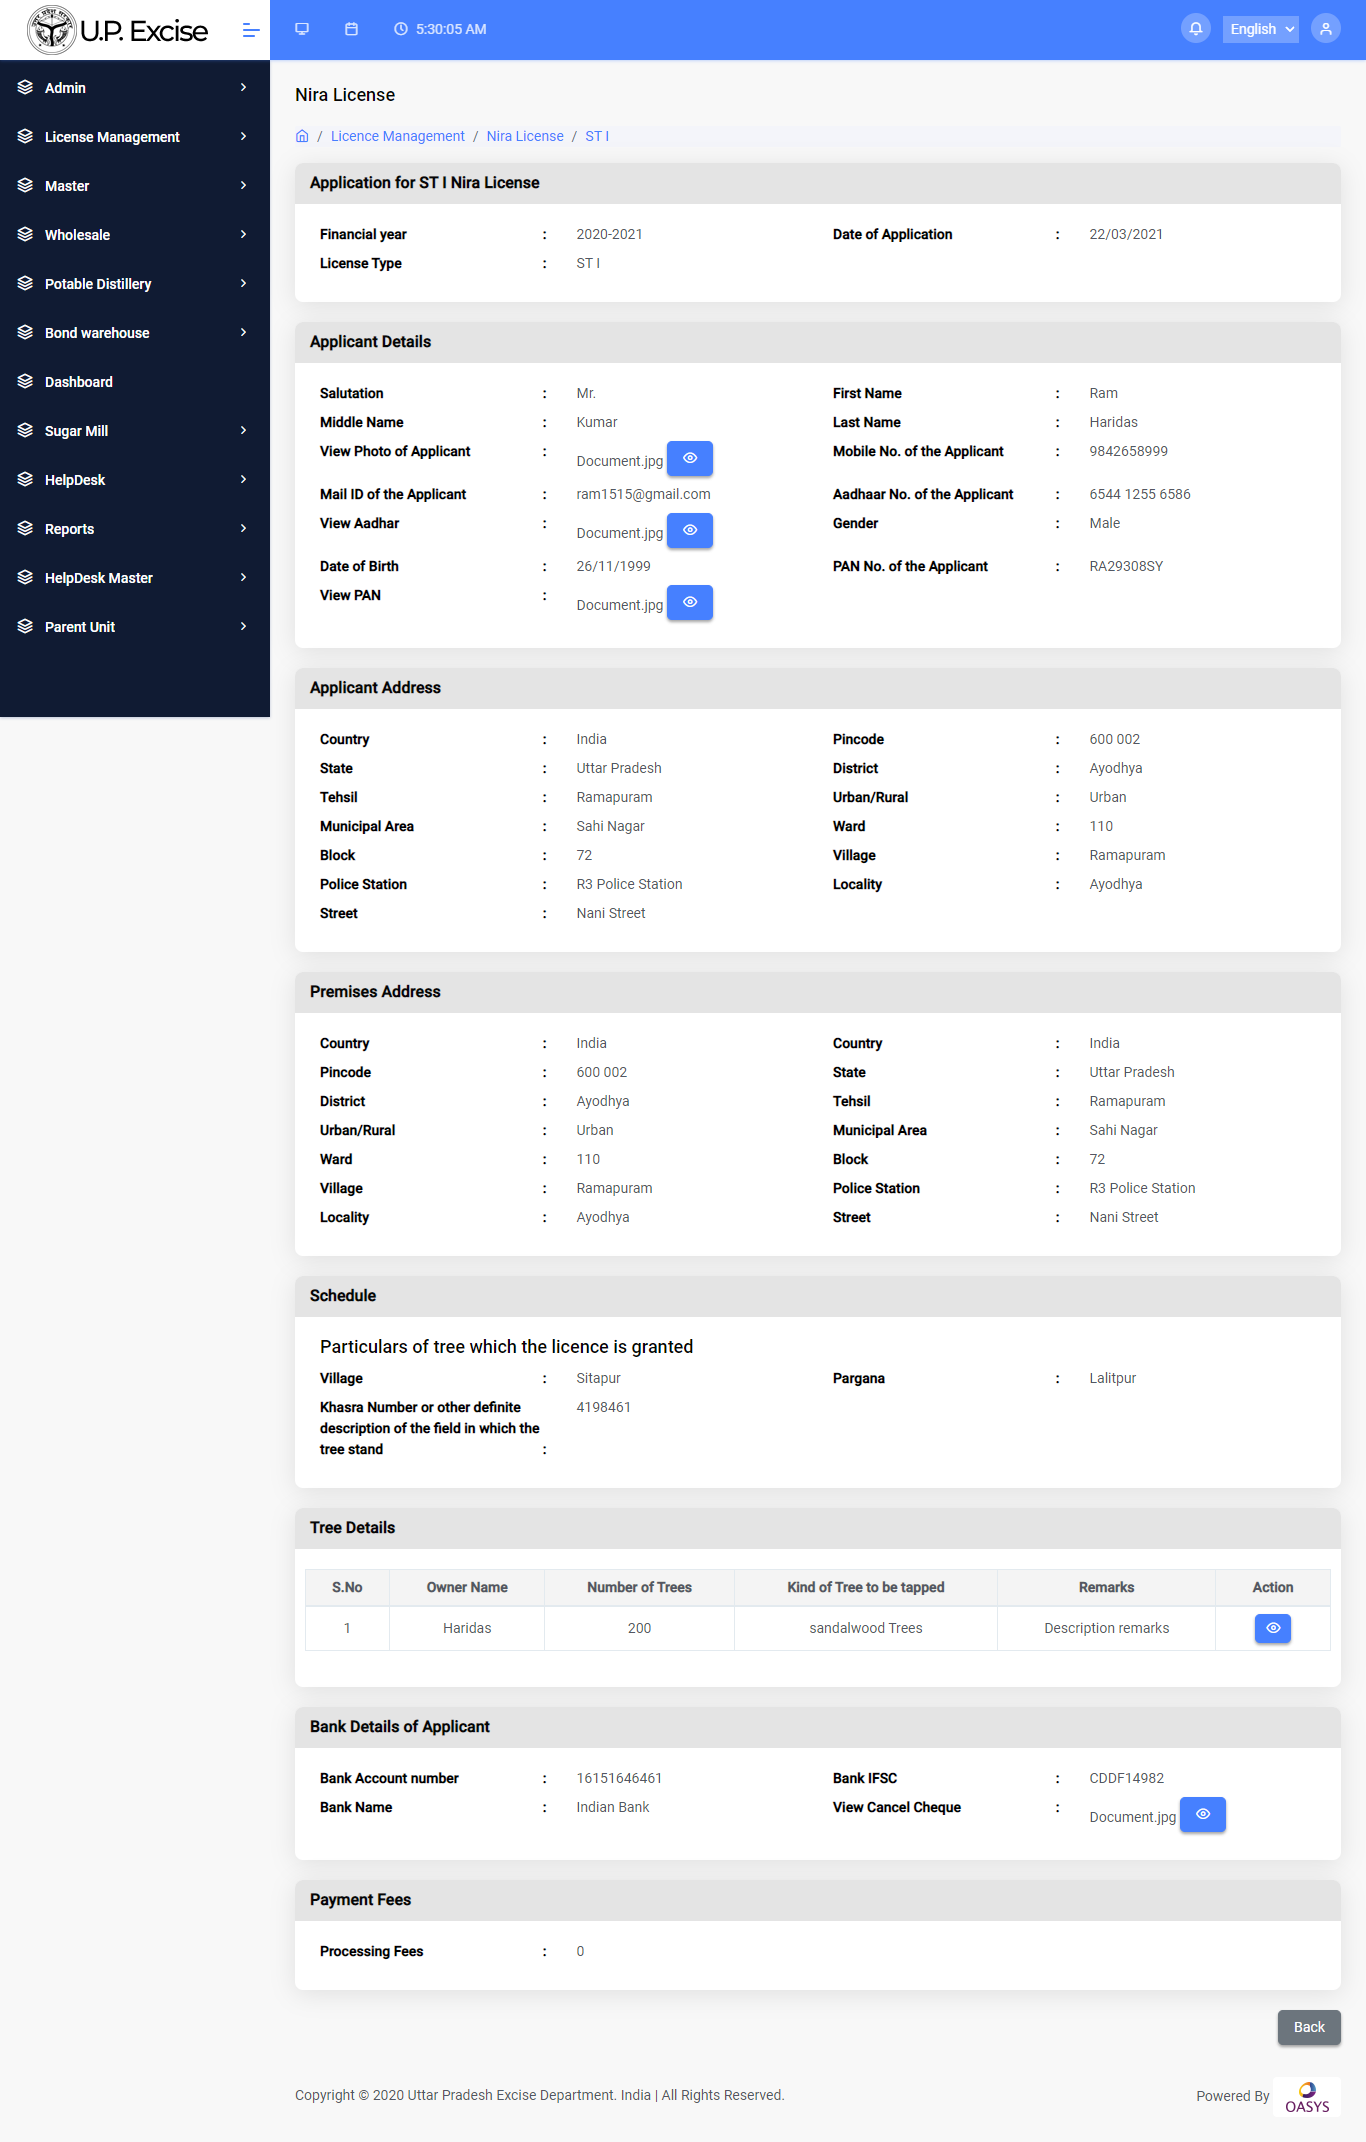 U.P. Excise
5:30:05 AM
English
Admin
License Management
Master
Wholesale
Potable Distillery
Bond warehouse
Dashboard
Sugar Mill
HelpDesk
Reports
HelpDesk Master
Parent Unit
Nira License
/ Licence Management / Nira License / ST I
Application for ST I Nira License
Financial year : 2020-2021 Date of Application : 22/03/2021
License Type : ST I
Applicant Details
Salutation : Mr. First Name : Ram
Middle Name : Kumar Last Name : Haridas
View Photo of Applicant : Document.jpg Mobile No. of the Applicant : 9842658999
Mail ID of the Applicant : ram1515@gmail.com Aadhaar No. of the Applicant : 6544 1255 6586
View Aadhar : Document.jpg Gender : Male
Date of Birth : 26/11/1999 PAN No. of the Applicant : RA29308SY
View PAN : Document.jpg
Applicant Address
Country : India Pincode : 600 002
State : Uttar Pradesh District : Ayodhya
Tehsil : Ramapuram Urban/Rural : Urban
Municipal Area : Sahi Nagar Ward : 110
Block : 72 Village : Ramapuram
Police Station : R3 Police Station Locality : Ayodhya
Street : Nani Street
Premises Address
Country : India Country : India
Pincode : 600 002 State : Uttar Pradesh
District : Ayodhya Tehsil : Ramapuram
Urban/Rural : Urban Municipal Area : Sahi Nagar
Ward : 110 Block : 72
Village : Ramapuram Police Station : R3 Police Station
Locality : Ayodhya Street : Nani Street
Schedule
Particulars of tree which the licence is granted
Village : Sitapur Pargana : Lalitpur
Khasra Number or other definite 4198461
description of the field in which the
tree stand :
Tree Details
S.No Owner Name Number of Trees Kind of Tree to be tapped Remarks Action
1 Haridas 200 sandalwood Trees Description remarks
Bank Details of Applicant
Bank Account number : 16151646461 Bank IFSC : CDDF14982
Bank Name : Indian Bank View Cancel Cheque : Document.jpg
Payment Fees
Processing Fees : 0
Back
Copyright © 2020 Uttar Pradesh Excise Department. India | All Rights Reserved. Powered By OASYS